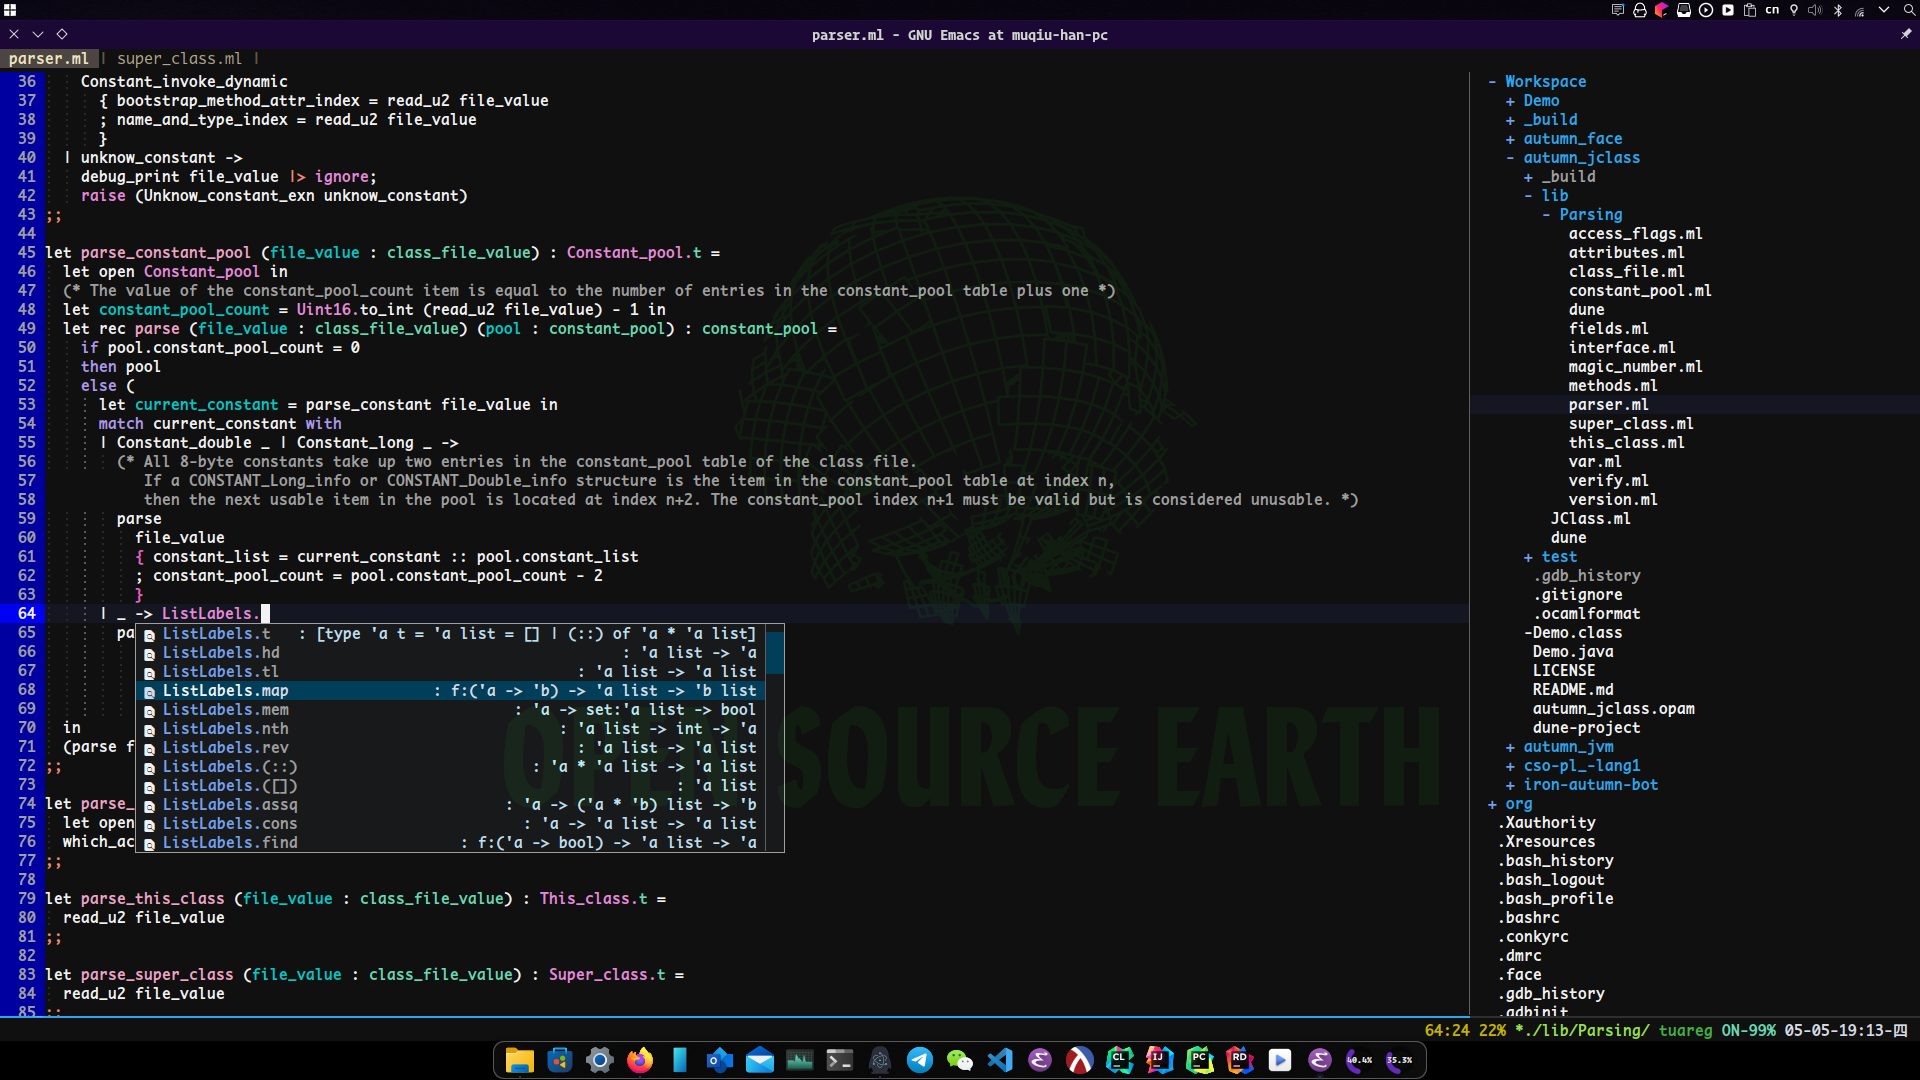 cn
parser.ml - GNU Emacs at muqiu-han-pc
parser.ml | super_class.ml |
36 Constant_invoke_dynamic
37 { bootstrap_method_attr_index = read_u2 file_value
38 ; name_and_type_index = read_u2 file_value
39 }
40 | unknow_constant ->
41 debug_print file_value |> ignore;
42 raise (Unknow_constant_exn unknow_constant)
43 ;;
44
45 let parse_constant_pool (file_value : class_file_value) : Constant_pool.t =
46 let open Constant_pool in
47 (* The value of the constant_pool_count item is equal to the number of entries in the constant_pool table plus one *)
48 let constant_pool_count = Uint16.to_int (read_u2 file_value) - 1 in
49 let rec parse (file_value : class_file_value) (pool : constant_pool) : constant_pool =
50 if pool.constant_pool_count = 0
51 then pool
52 else (
53 let current_constant = parse_constant file_value in
54 match current_constant with
55 | Constant_double _ | Constant_long _ ->
56 (* All 8-byte constants take up two entries in the constant_pool table of the class file.
57 If a CONSTANT_Long_info or CONSTANT_Double_info structure is the item in the constant_pool table at index n,
58 then the next usable item in the pool is located at index n+2. The constant_pool index n+1 must be valid but is considered unusable. *)
59 parse
60 file_value
61 { constant_list = current_constant :: pool.constant_list
62 ; constant_pool_count = pool.constant_pool_count - 2
63 }
64 | _ -> ListLabels.
65 pa
66
67
68
69
70 in
71 (parse f
72 ;;
73
74 let parse_
75 let open
76 which_ac
77 ;;
78
79 let parse_this_class (file_value : class_file_value) : This_class.t =
80 read_u2 file_value
81 ;;
82
83 let parse_super_class (file_value : class_file_value) : Super_class.t =
84 read_u2 file_value
85 ;;
ListLabels.t : [type 'a t = 'a list = [] | (::) of 'a * 'a list]
ListLabels.hd : 'a list -> 'a
ListLabels.tl : 'a list -> 'a list
ListLabels.map : f:('a -> 'b) -> 'a list -> 'b list
ListLabels.mem : 'a -> set:'a list -> bool
ListLabels.nth : 'a list -> int -> 'a
ListLabels.rev : 'a list -> 'a list
ListLabels.(::) : 'a * 'a list -> 'a list
ListLabels.([]) : 'a list
ListLabels.assq : 'a -> ('a * 'b) list -> 'b
ListLabels.cons : 'a -> 'a list -> 'a list
ListLabels.find : f:('a -> bool) -> 'a list -> 'a
OPEN SOURCE EARTH
- Workspace
+ Demo
+ _build
+ autumn_face
- autumn_jclass
+ _build
- lib
- Parsing
access_flags.ml
attributes.ml
class_file.ml
constant_pool.ml
dune
fields.ml
interface.ml
magic_number.ml
methods.ml
parser.ml
super_class.ml
this_class.ml
var.ml
verify.ml
version.ml
JClass.ml
dune
+ test
.gdb_history
.gitignore
.ocamlformat
-Demo.class
Demo.java
LICENSE
README.md
autumn_jclass.opam
dune-project
+ autumn_jvm
+ cso-pl_-lang1
+ iron-autumn-bot
+ org
.Xauthority
.Xresources
.bash_history
.bash_logout
.bash_profile
.bashrc
.conkyrc
.dmrc
.face
.gdb_history
.gdbinit
64:24 22% *./lib/Parsing/ tuareg ON-99% 05-05-19:13-四
CL IJ PC RD 40.4% 35.3%